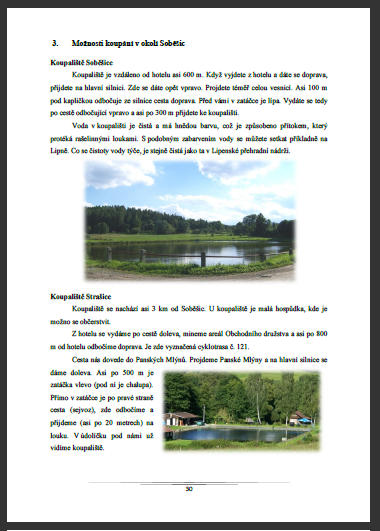 3. Možnosti koupání v okolí Soběšic
Koupaliště Soběšice
Koupaliště je vzdáleno od hotelu asi 600 m. Když vyjdete z hotelu a dáte se doprava,
přijdete na hlavní silnici. Zde se dáte opět vpravo. Projdete téměř celou vesnicí. Asi 100 m
pod kapličkou odbočuje ze silnice cesta doprava. Před vámi v zatáčce je lípa. Vydáte se tedy
po cestě odbočující vpravo a asi po 300 m přijdete ke koupališti.
Voda v koupališti je čistá a má hnědou barvu, což je způsobeno přítokem, který
protéká rašelinnými loukami. S podobným zabarvením vody se můžete setkat příkladně na
Lipně. Co se čistoty vody týče, je stejně čistá jako ta v Lipenské přehradní nádrži.
Koupaliště Strašice
Koupaliště se nachází asi 3 km od Soběšic. U koupaliště je malá hospůdka, kde je
možno se občerstvit.
Z hotelu se vydáme po cestě doleva, mineme areál Obchodního družstva a asi po 800
m od hotelu odbočíme doprava. Je zde vyznačená cyklotrasa č. 121.
Cesta nás dovede do Panských Mlýnů. Projdeme Panské Mlýny a na hlavní silnice se
dáme doleva. Asi po 500 m je
zatáčka vlevo (pod ní je chalupa).
Přímo v zatáčce je po pravé straně
cesta (sejvoz), zde odbočíme a
přijdeme (asi po 20 metrech) na
louku. V údolíčku pod námi už
vidíme koupaliště.
30